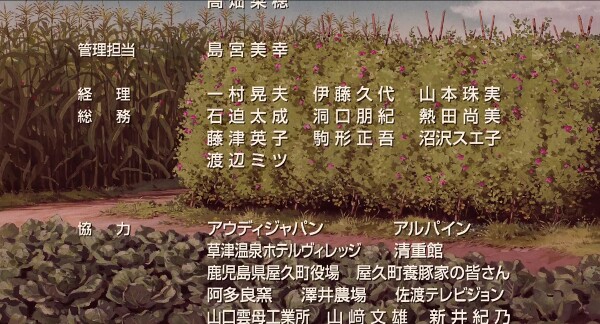 高畑菜穂
管理担当 島宮美幸
経理 一村晃夫 伊藤久代 山本珠実
総務 石迫太成 洞口朋紀 熱田尚美
藤津英子 駒形正吾 沼沢スエ子
渡辺ミツ
協力 アウディジャパン アルパイン
草津温泉ホテルヴィレッジ 清重館
鹿児島県屋久町役場 屋久町養豚家の皆さん
阿多良窯 澤井農場 佐渡テレビジョン
山口雲母工業所 山﨑文雄 新井紀乃